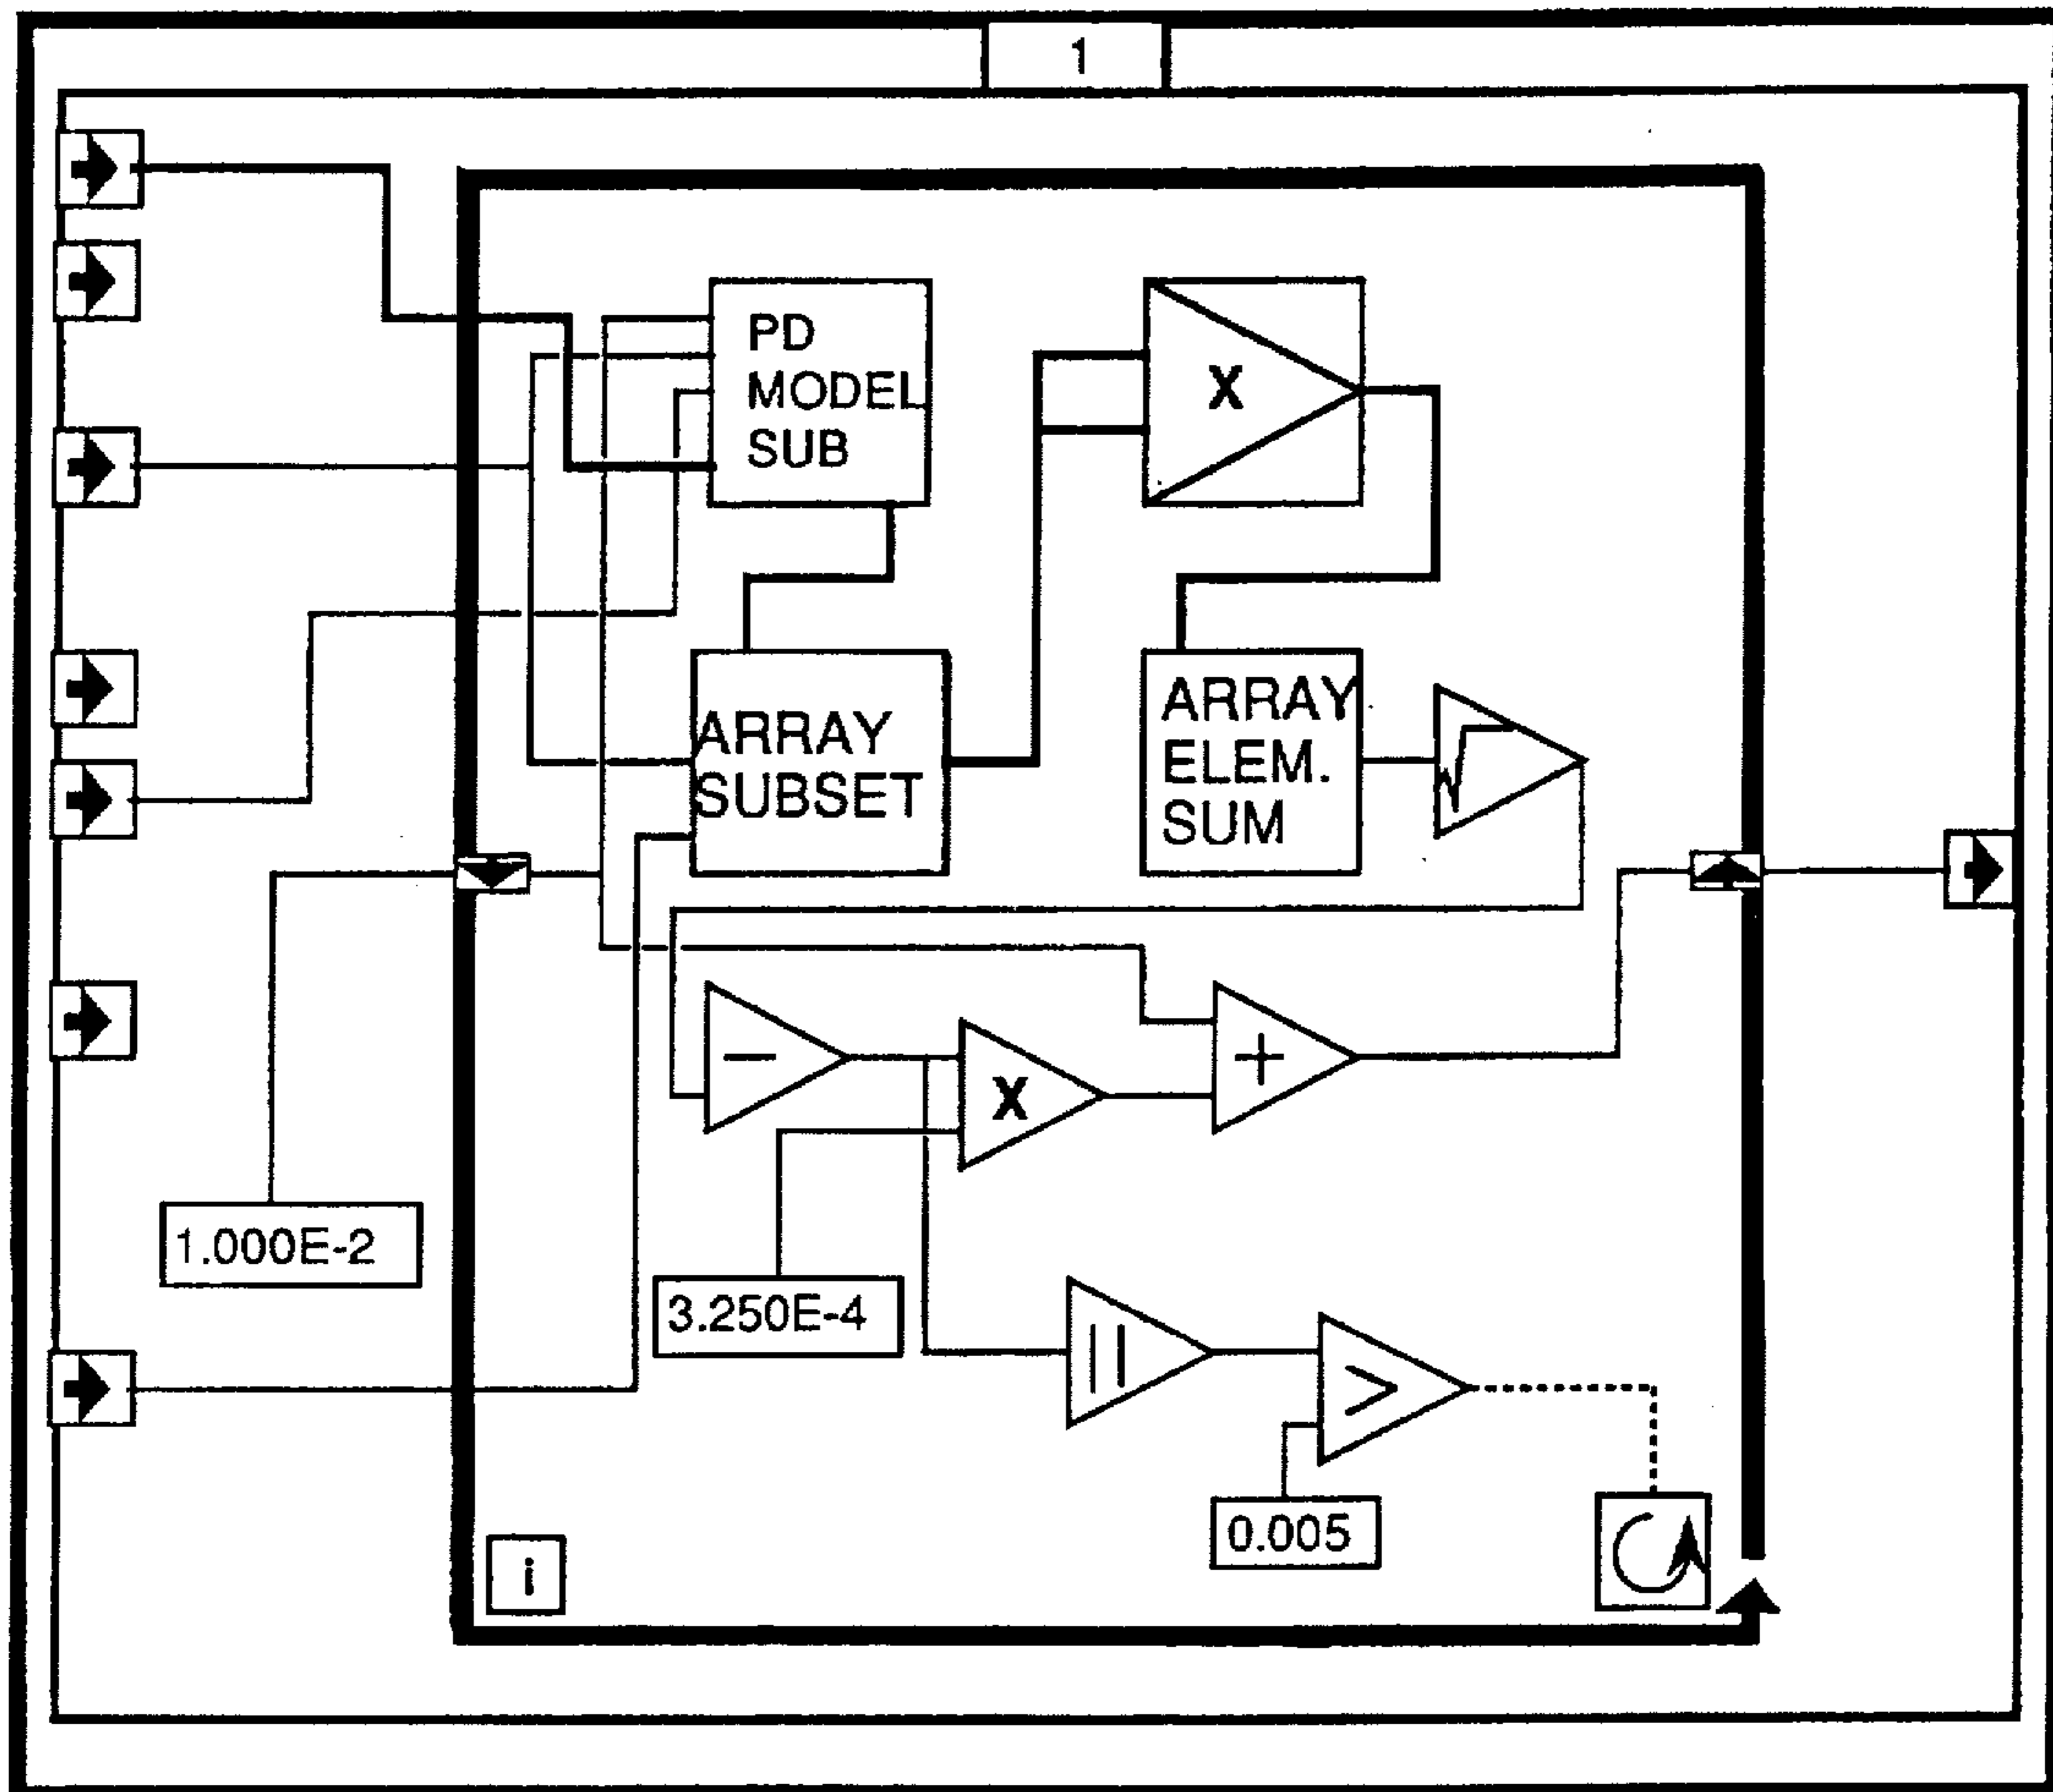 1
PD
MODEL
SUB
X
ARRAY
SUBSET
ARRAY
ELEM.
SUM
√
−
X
+
1.000E-2
3.250E-4
||
>
0.005
i